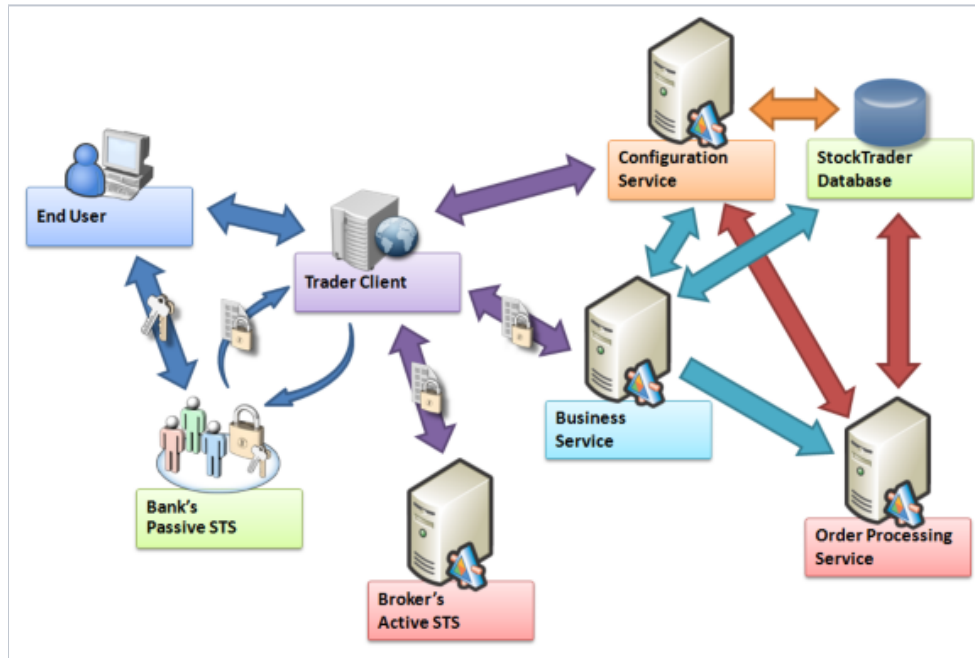 Configuration
Service
StockTrader
Database
End User
Trader Client
Business
Service
Bank's
Passive STS
Order Processing
Service
Broker's
Active STS